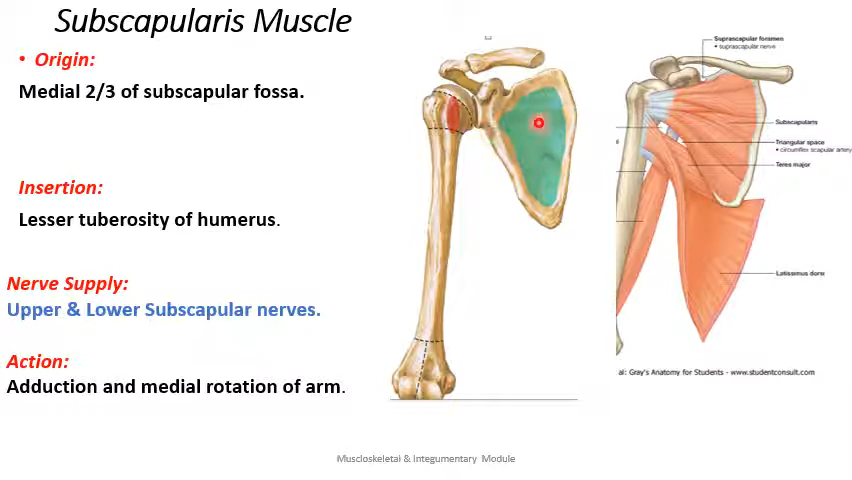 Subscapularis Muscle
• Origin:
Medial 2/3 of subscapular fossa.
Insertion:
Lesser tuberosity of humerus.
Nerve Supply:
Upper & Lower Subscapular nerves.
Action:
Adduction and medial rotation of arm.
Suprascapular foramen
• suprascapular nerve
Subscapularis
Triangular space
• circumflex scapular artery
Teres major
Latissimus dorsi
al: Gray's Anatomy for Students - www.studentconsult.com
Muscloskeletal & Integumentary Module